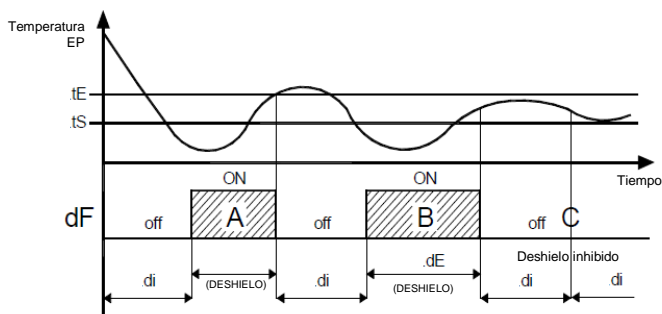 Temperatura
EP
.tE
.tS
Tiempo
ON
ON
dF
off
A
off
B
off
C
.dE
Deshielo inhibido
.di
(DESHIELO)
.di
(DESHIELO)
.di
.di